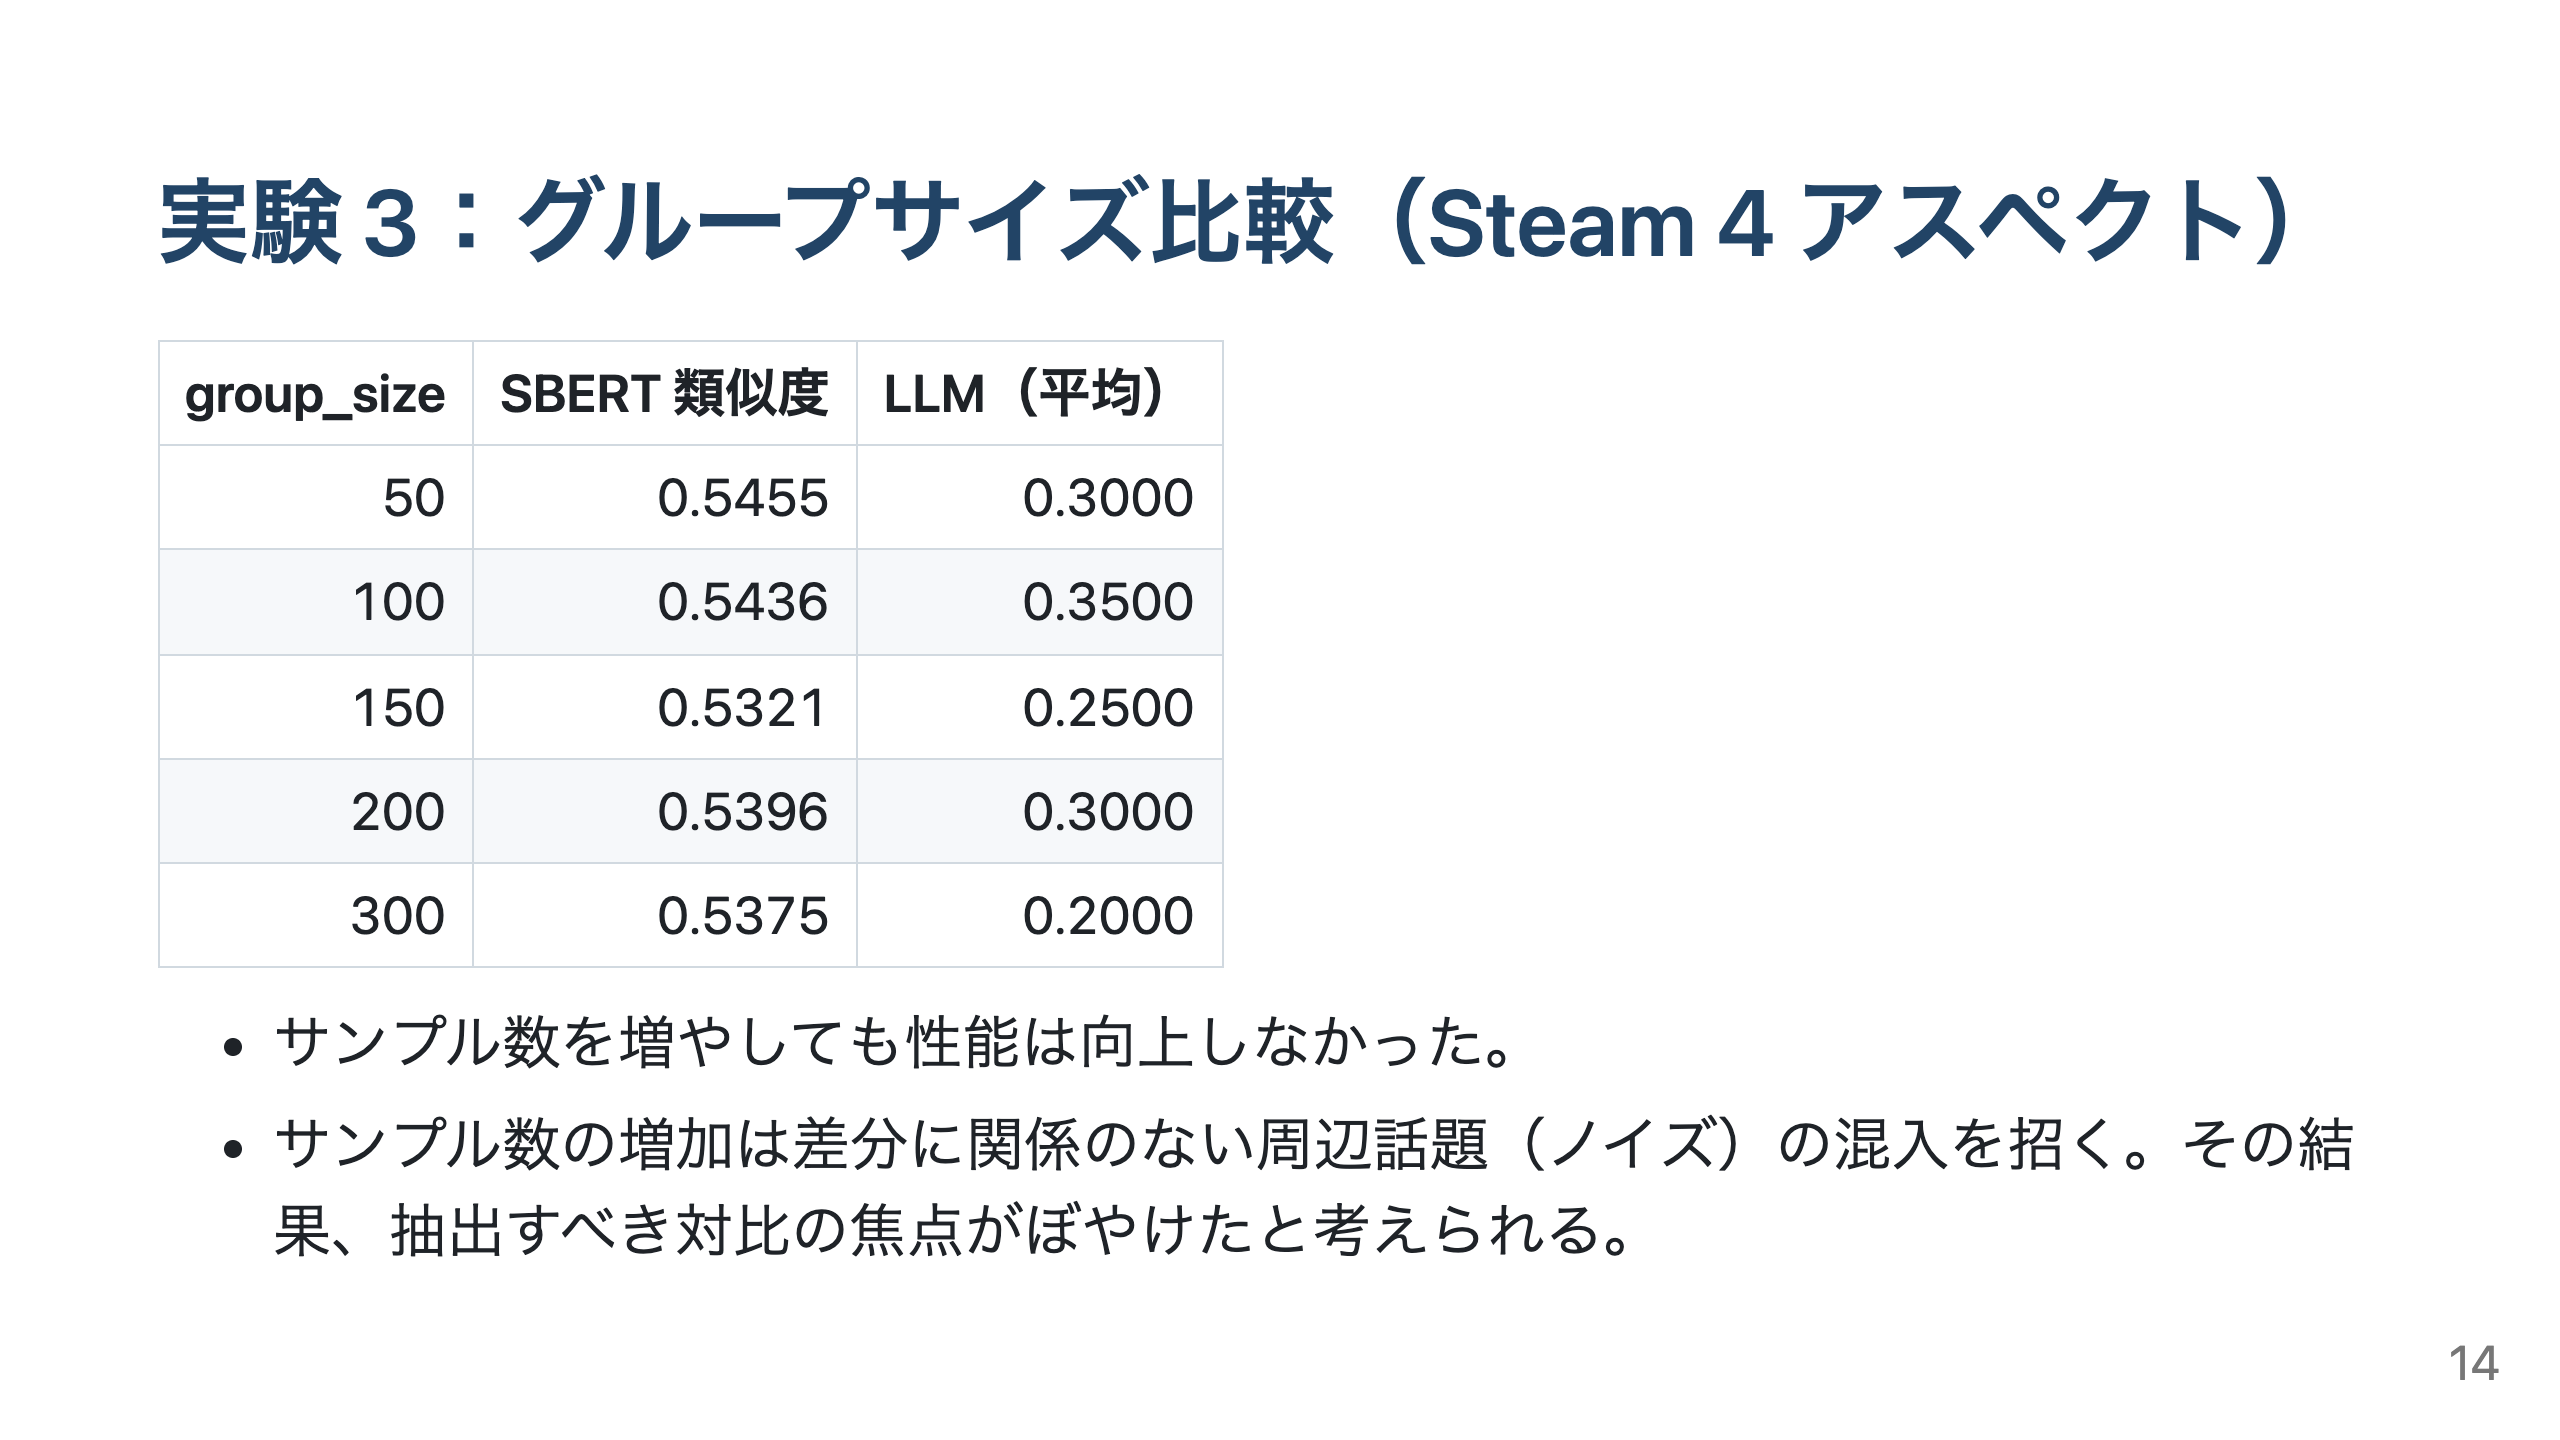 実験 3：グループサイズ比較（Steam 4 アスペクト）
group_size SBERT 類似度 LLM（平均）
50 0.5455 0.3000
100 0.5436 0.3500
150 0.5321 0.2500
200 0.5396 0.3000
300 0.5375 0.2000
• サンプル数を増やしても性能は向上しなかった。
• サンプル数の増加は差分に関係のない周辺話題（ノイズ）の混入を招く。その結
果、抽出すべき対比の焦点がぼやけたと考えられる。
14